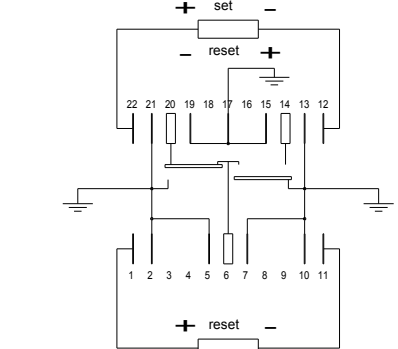 + set –
– reset +
22 21 20 19 18 17 16 15 14 13 12
1 2 3 4 5 6 7 8 9 10 11
+ reset –